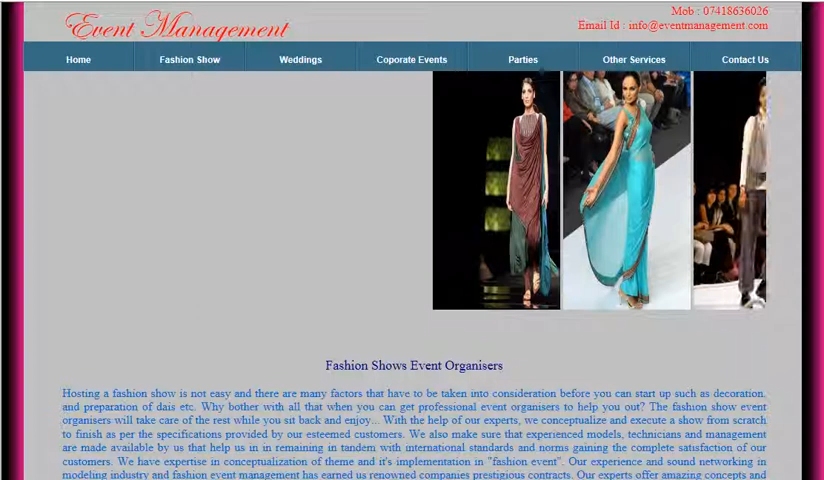 Event Management
Mob : 07418636026
Email Id : info@eventmanagement.com
Home Fashion Show Weddings Coporate Events Parties Other Services Contact Us
Fashion Shows Event Organisers
Hosting a fashion show is not easy and there are many factors that have to be taken into consideration before you can start up such as decoration,
and preparation of dais etc. Why bother with all that when you can get professional event organisers to help you out? The fashion show event
organisers will take care of the rest while you sit back and enjoy... With the help of our experts, we conceptualize and execute a show from scratch
to finish as per the specifications provided by our esteemed customers. We also make sure that experienced models, technicians and management
are made available by us that help us in in remaining in tandem with international standards and norms gaining the complete satisfaction of our
customers. We have expertise in conceptualization of theme and it's implementation in "fashion event". Our experience and sound networking in
modeling industry and fashion event management has earned us renowned companies prestigious contracts. Our experts offer amazing concepts and